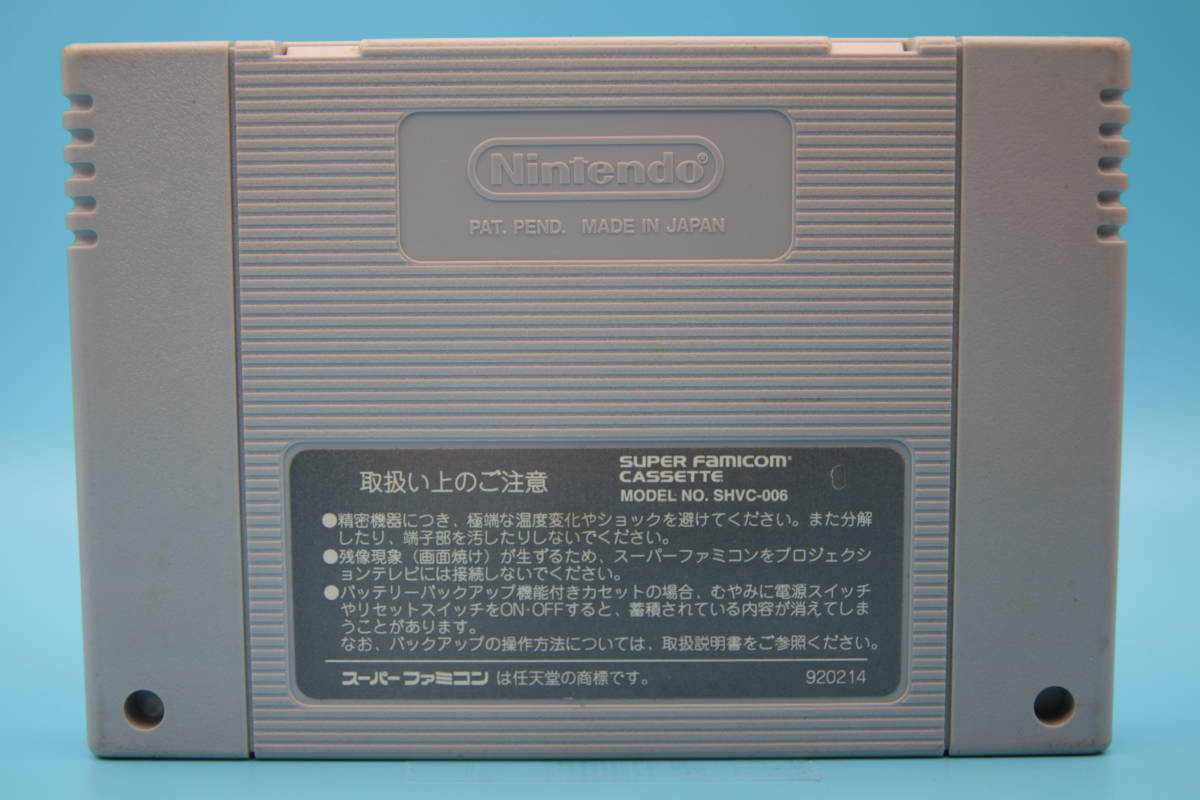 Nintendo®
PAT. PEND. MADE IN JAPAN
取扱い上のご注意
SUPER FAMICOM®
CASSETTE
MODEL NO. SHVC-006
●精密機器につき、極端な温度変化やショックを避けてください。また分解
したり、端子部を汚したりしないでください。
●残像現象（画面焼け）が生ずるため、スーパーファミコンをプロジェクシ
ョンテレビには接続しないでください。
●バッテリーバックアップ機能付きカセットの場合、むやみに電源スイッチ
やリセットスイッチをON・OFFすると、蓄積されている内容が消えてしま
うことがあります。
なお、バックアップの操作方法については、取扱説明書をご参照ください。
スーパーファミコン は任天堂の商標です。
920214